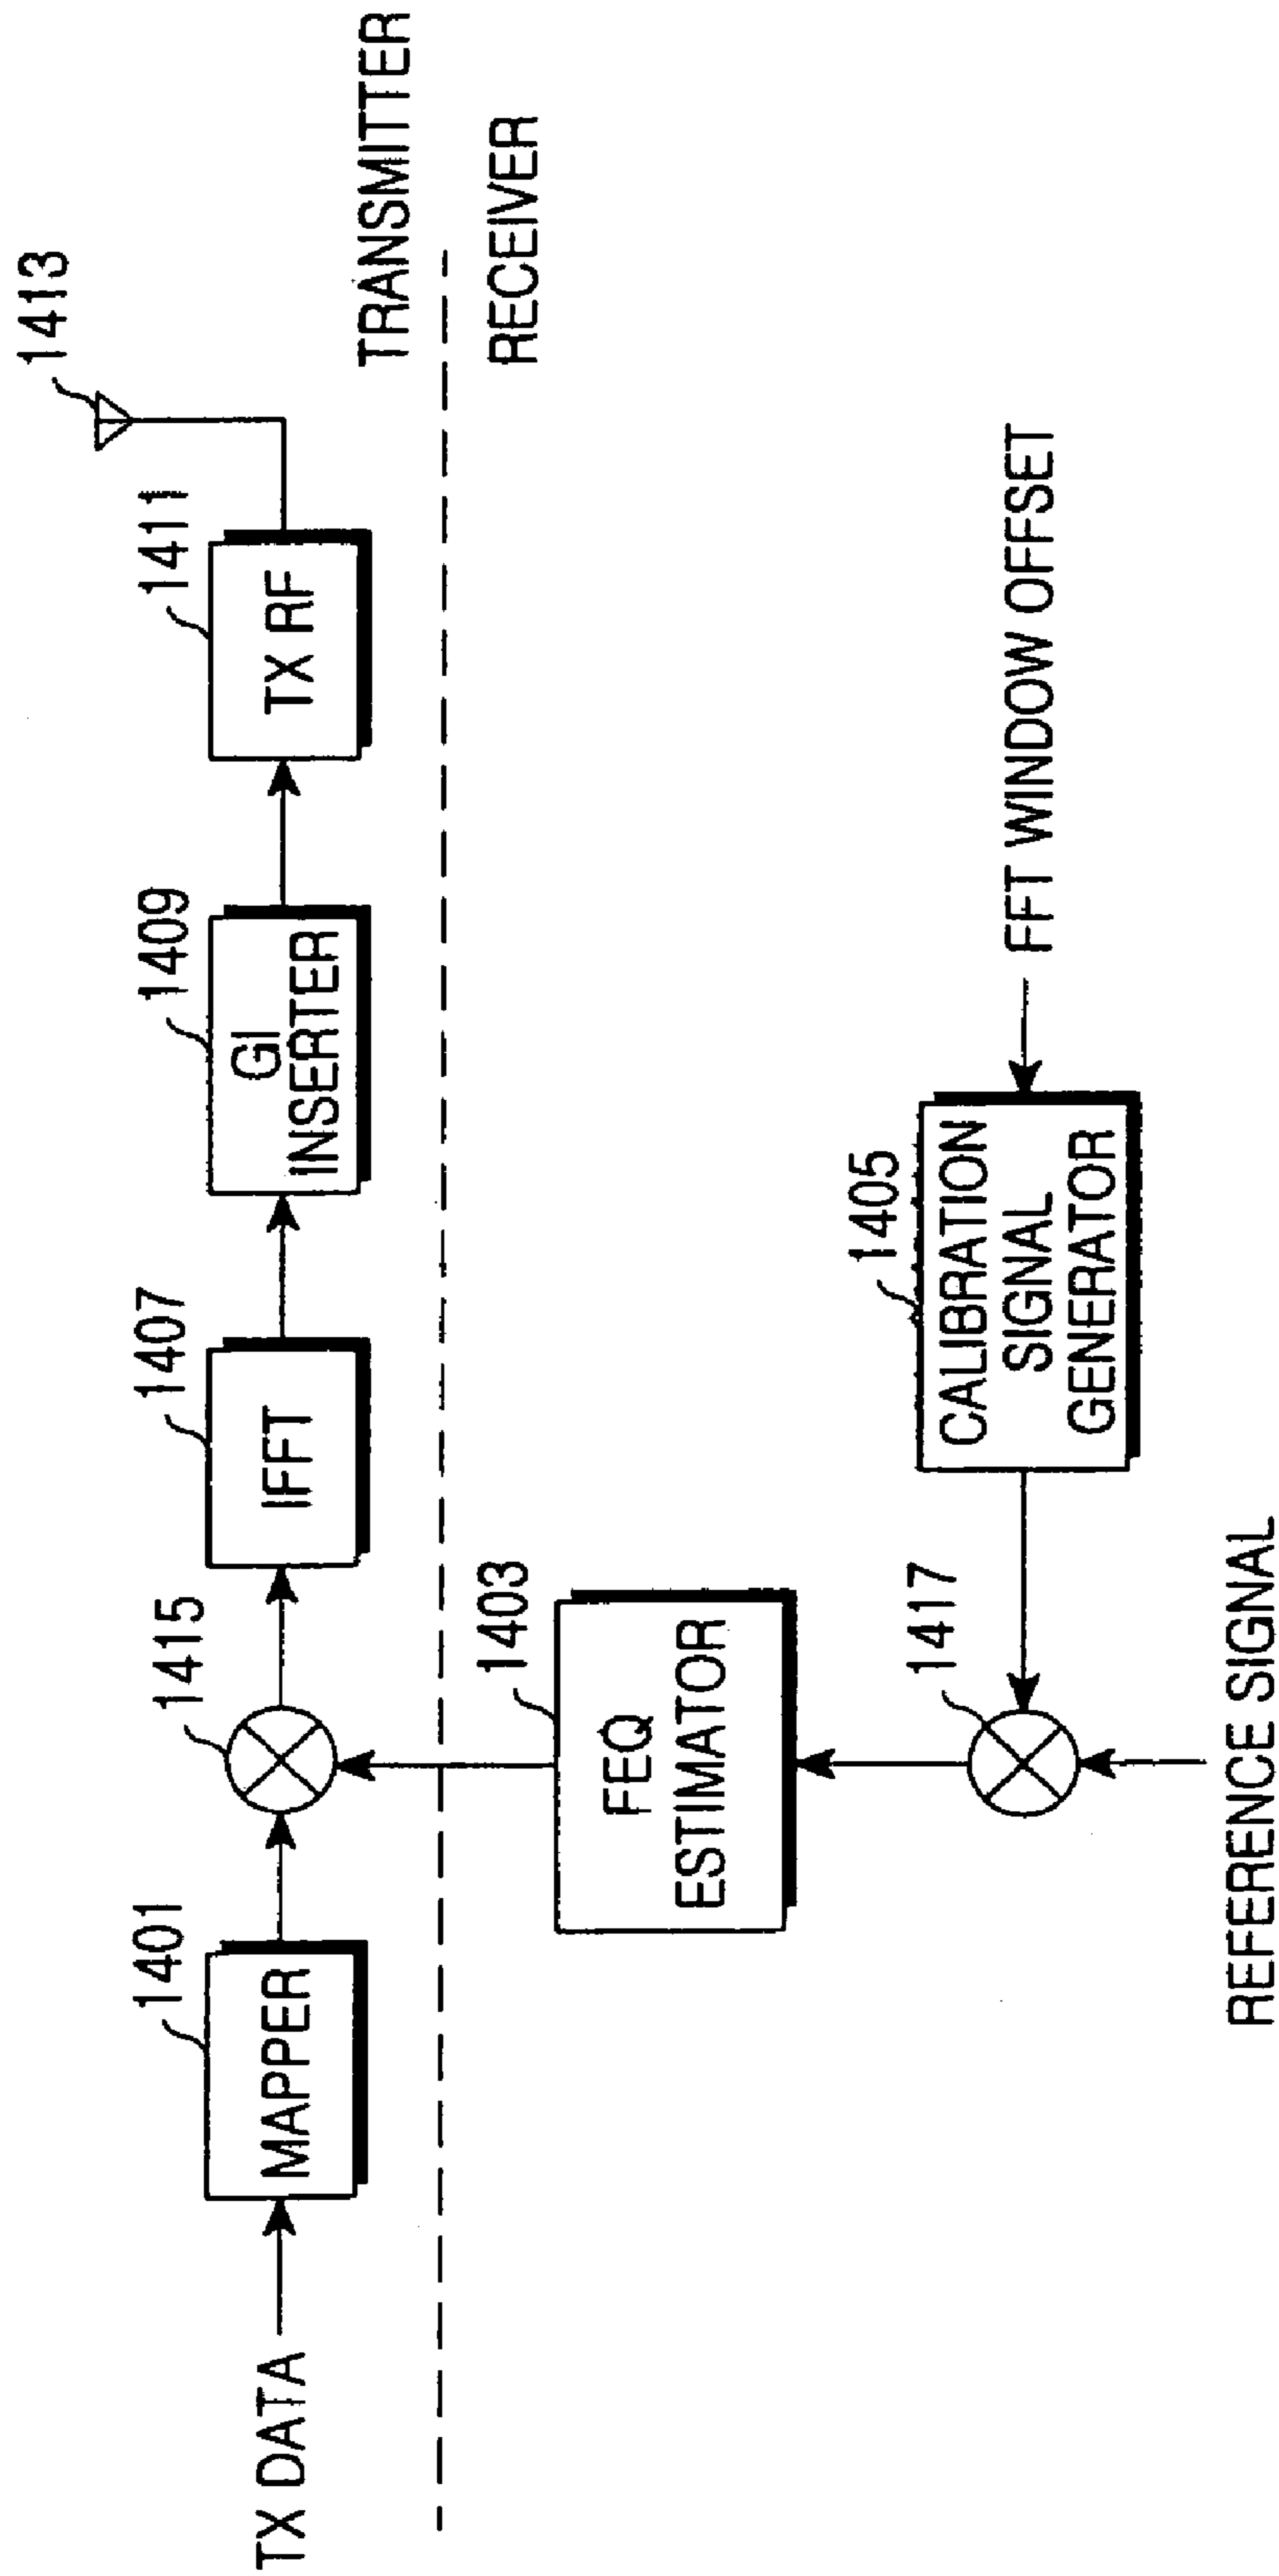 1413
1411
1409
1407
1415
1401
TX DATA
MAPPER
IFFT
GI
INSERTER
TX RF
TRANSMITTER
RECEIVER
1403
FEQ
ESTIMATOR
1405
CALIBRATION
SIGNAL
GENERATOR
FFT WINDOW OFFSET
1417
REFERENCE SIGNAL